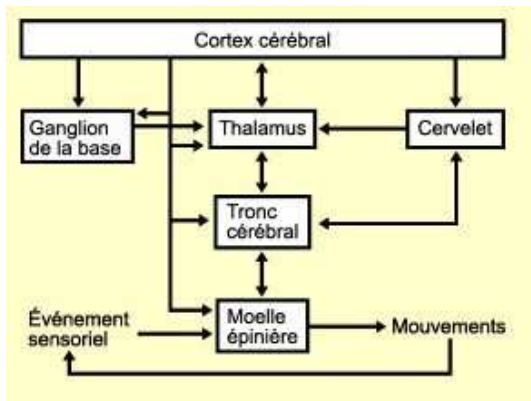 Cortex cérébral
Ganglion
de la base
Thalamus
Cervelet
Tronc
cérébral
Événement
sensoriel
Moelle
épinière
Mouvements